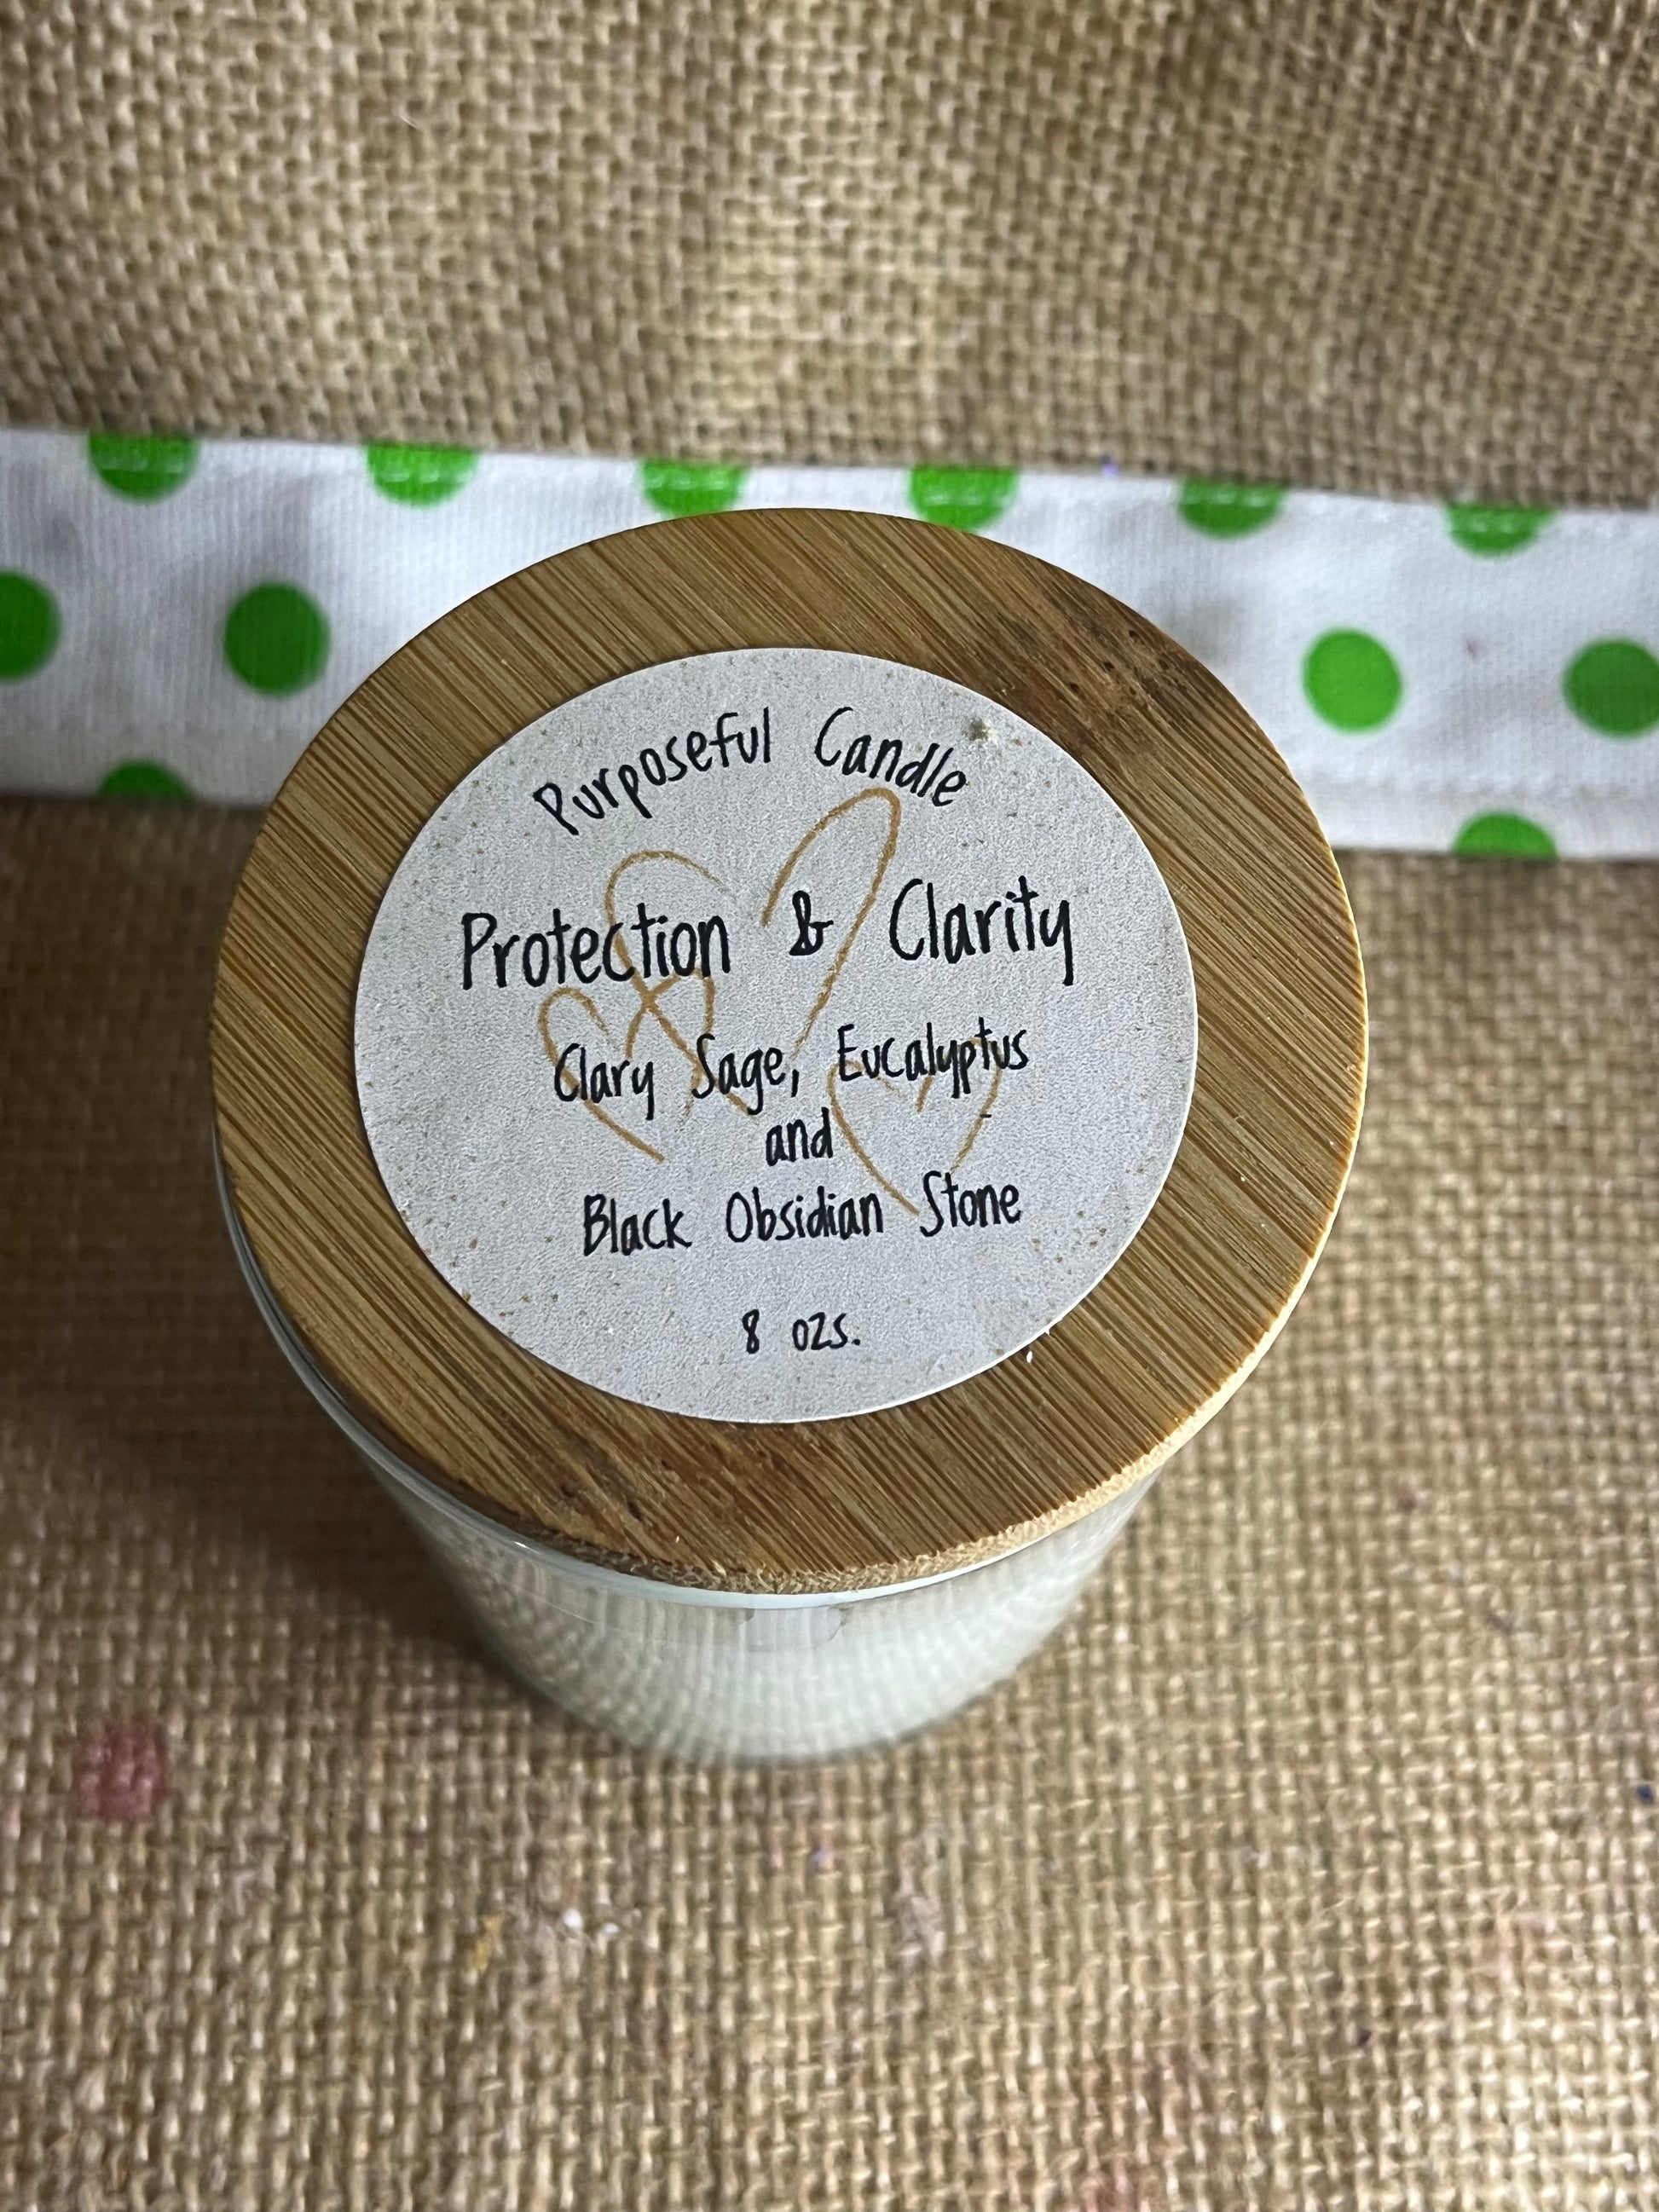 Purposeful Candle
Protection & Clarity
Clary Sage, Eucalyptus
and
Black Obsidian Stone
8 ozs.